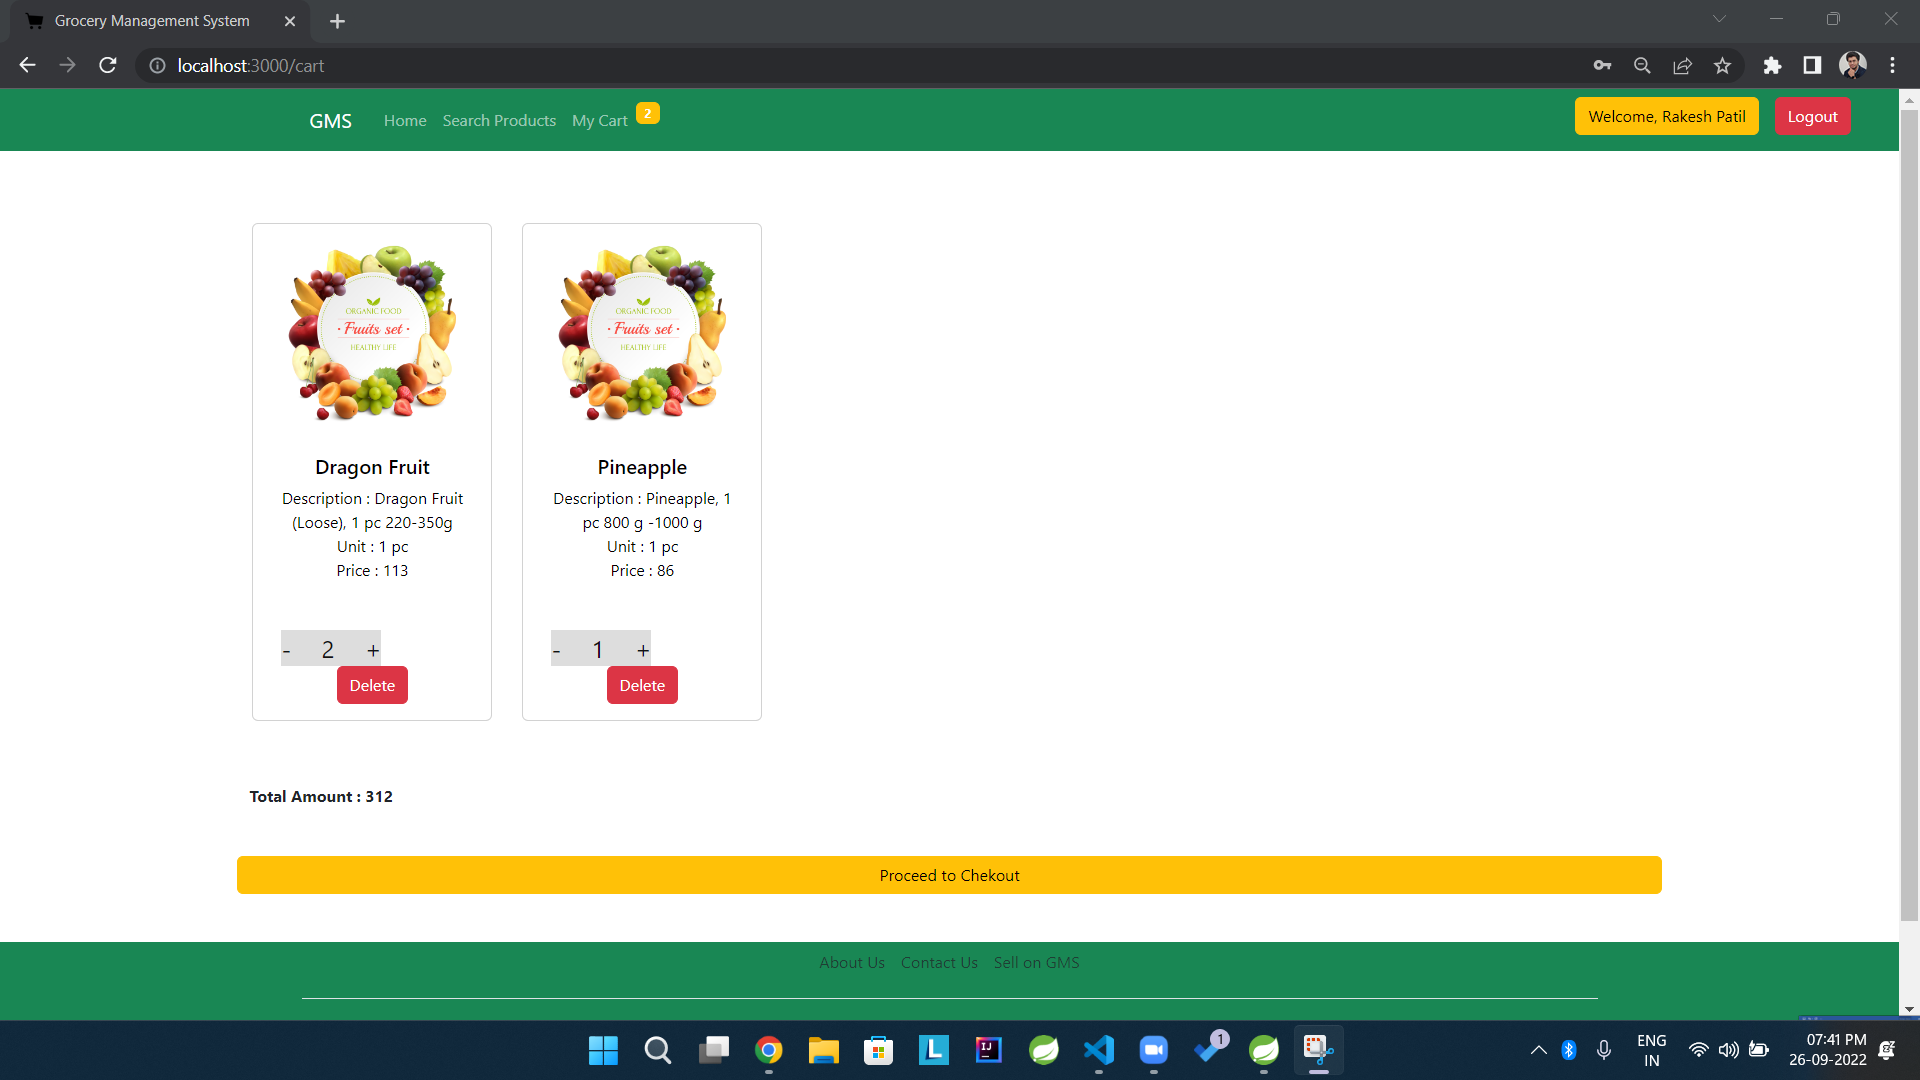 Grocery Management System
localhost:3000/cart
GMS Home Search Products My Cart 2 Welcome, Rakesh Patil Logout
ORGANIC FOOD
· Fruits set ·
HEALTHY LIFE
Dragon Fruit
Description : Dragon Fruit
(Loose), 1 pc 220-350g
Unit : 1 pc
Price : 113
- 2 +
Delete
ORGANIC FOOD
· Fruits set ·
HEALTHY LIFE
Pineapple
Description : Pineapple, 1
pc 800 g -1000 g
Unit : 1 pc
Price : 86
- 1 +
Delete
Total Amount : 312
Proceed to Chekout
About Us Contact Us Sell on GMS
L
IJ
1
ENG
IN
07:41 PM
26-09-2022